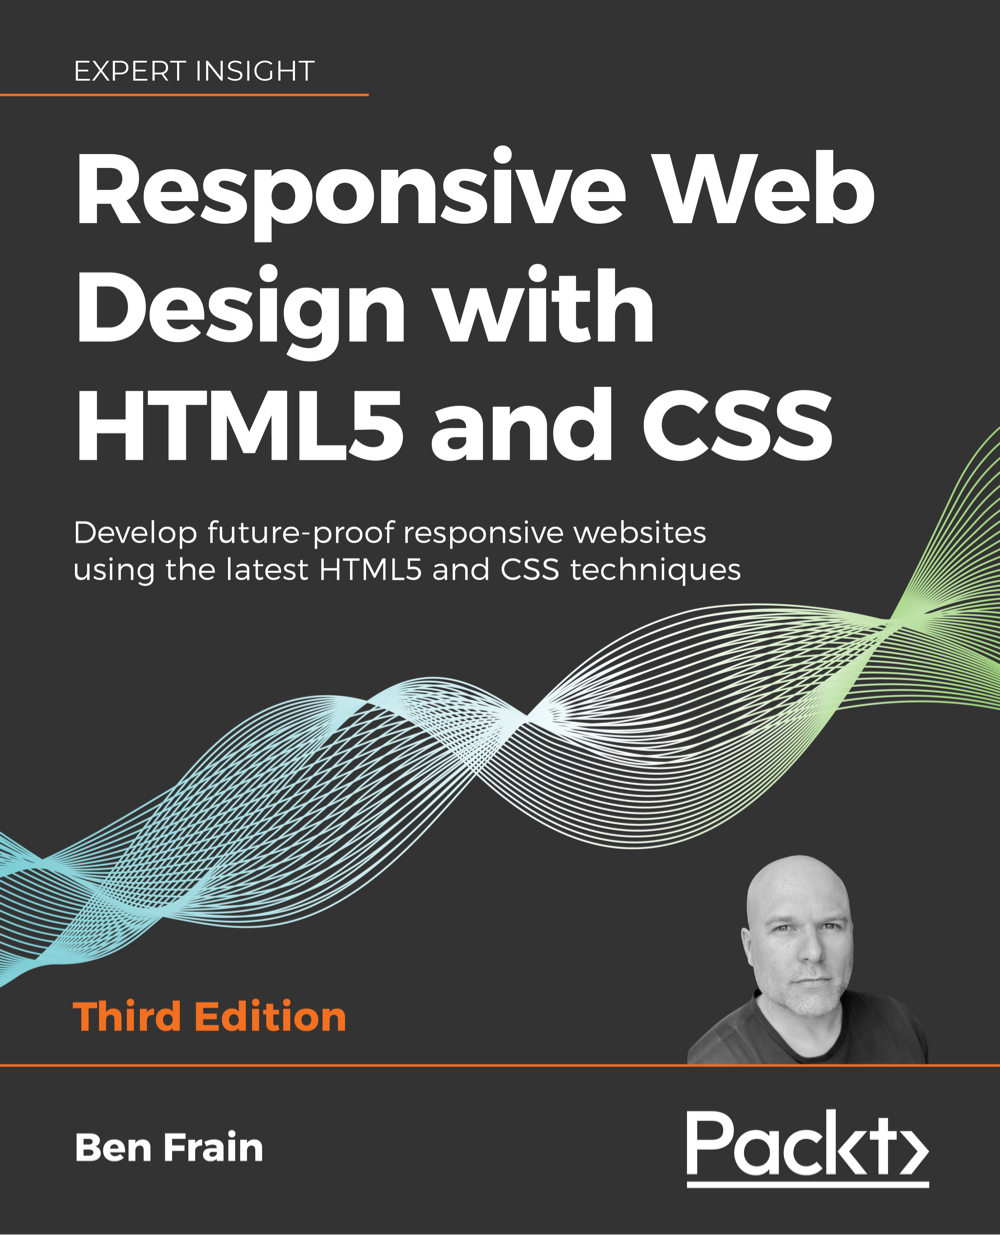 EXPERT INSIGHT
Responsive Web
Design with
HTML5 and CSS
Develop future-proof responsive websites
using the latest HTML5 and CSS techniques
Third Edition
Ben Frain
Packt